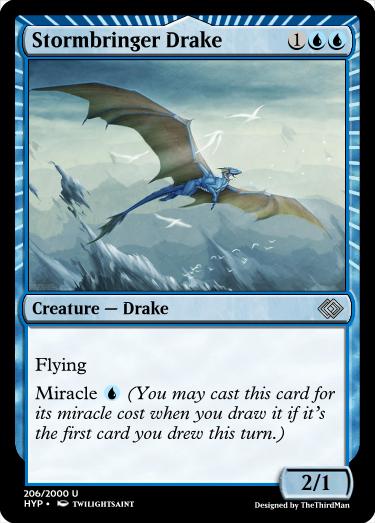 Stormbringer Drake 1
Creature — Drake
Flying
Miracle (You may cast this card for
its miracle cost when you draw it if it's
the first card you drew this turn.)
2/1
206/2000 U
HYP • TWILIGHTSAINT
Designed by TheThirdMan